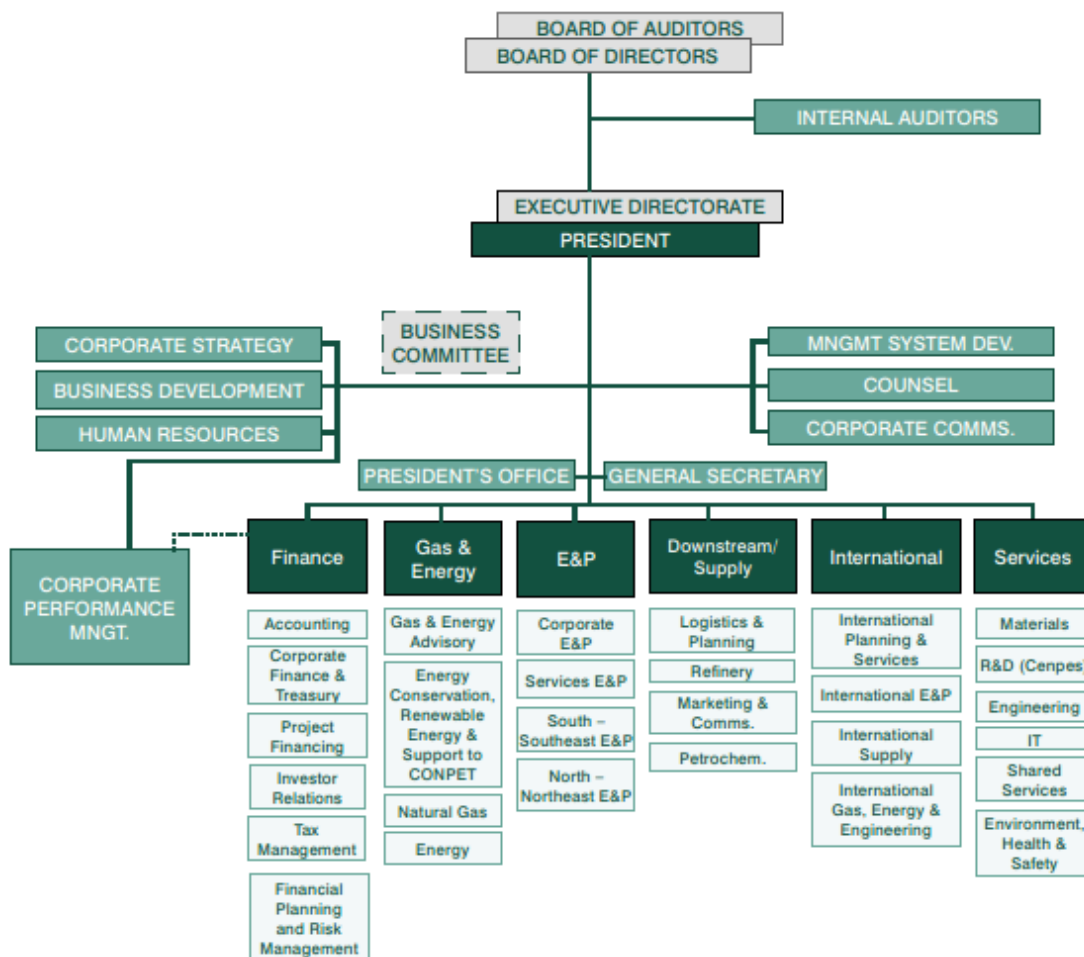 BOARD OF AUDITORS
BOARD OF DIRECTORS
INTERNAL AUDITORS
EXECUTIVE DIRECTORATE
PRESIDENT
BUSINESS
COMMITTEE
CORPORATE STRATEGY
BUSINESS DEVELOPMENT
HUMAN RESOURCES
MNGMT SYSTEM DEV.
COUNSEL
CORPORATE COMMS.
PRESIDENT'S OFFICE
GENERAL SECRETARY
CORPORATE
PERFORMANCE
MNGT.
Finance
Accounting
Corporate
Finance &
Treasury
Project
Financing
Investor
Relations
Tax
Management
Financial
Planning
and Risk
Management
Gas &
Energy
Gas & Energy
Advisory
Energy
Conservation,
Renewable
Energy &
Support to
CONPET
Natural Gas
Energy
E&P
Corporate
E&P
Services E&P
South –
Southeast E&P
North –
Northeast E&P
Downstream/
Supply
Logistics &
Planning
Refinery
Marketing &
Comms.
Petrochem.
International
International
Planning &
Services
International E&P
International
Supply
International
Gas, Energy &
Engineering
Services
Materials
R&D (Cenpes)
Engineering
IT
Shared
Services
Environment,
Health &
Safety